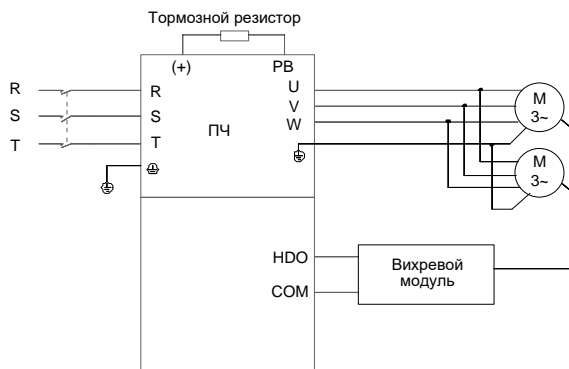 Тормозной резистор
(+) PB
R R U
S S V
T T W
ПЧ
M
3~
M
3~
HDO
COM
Вихревой
модуль